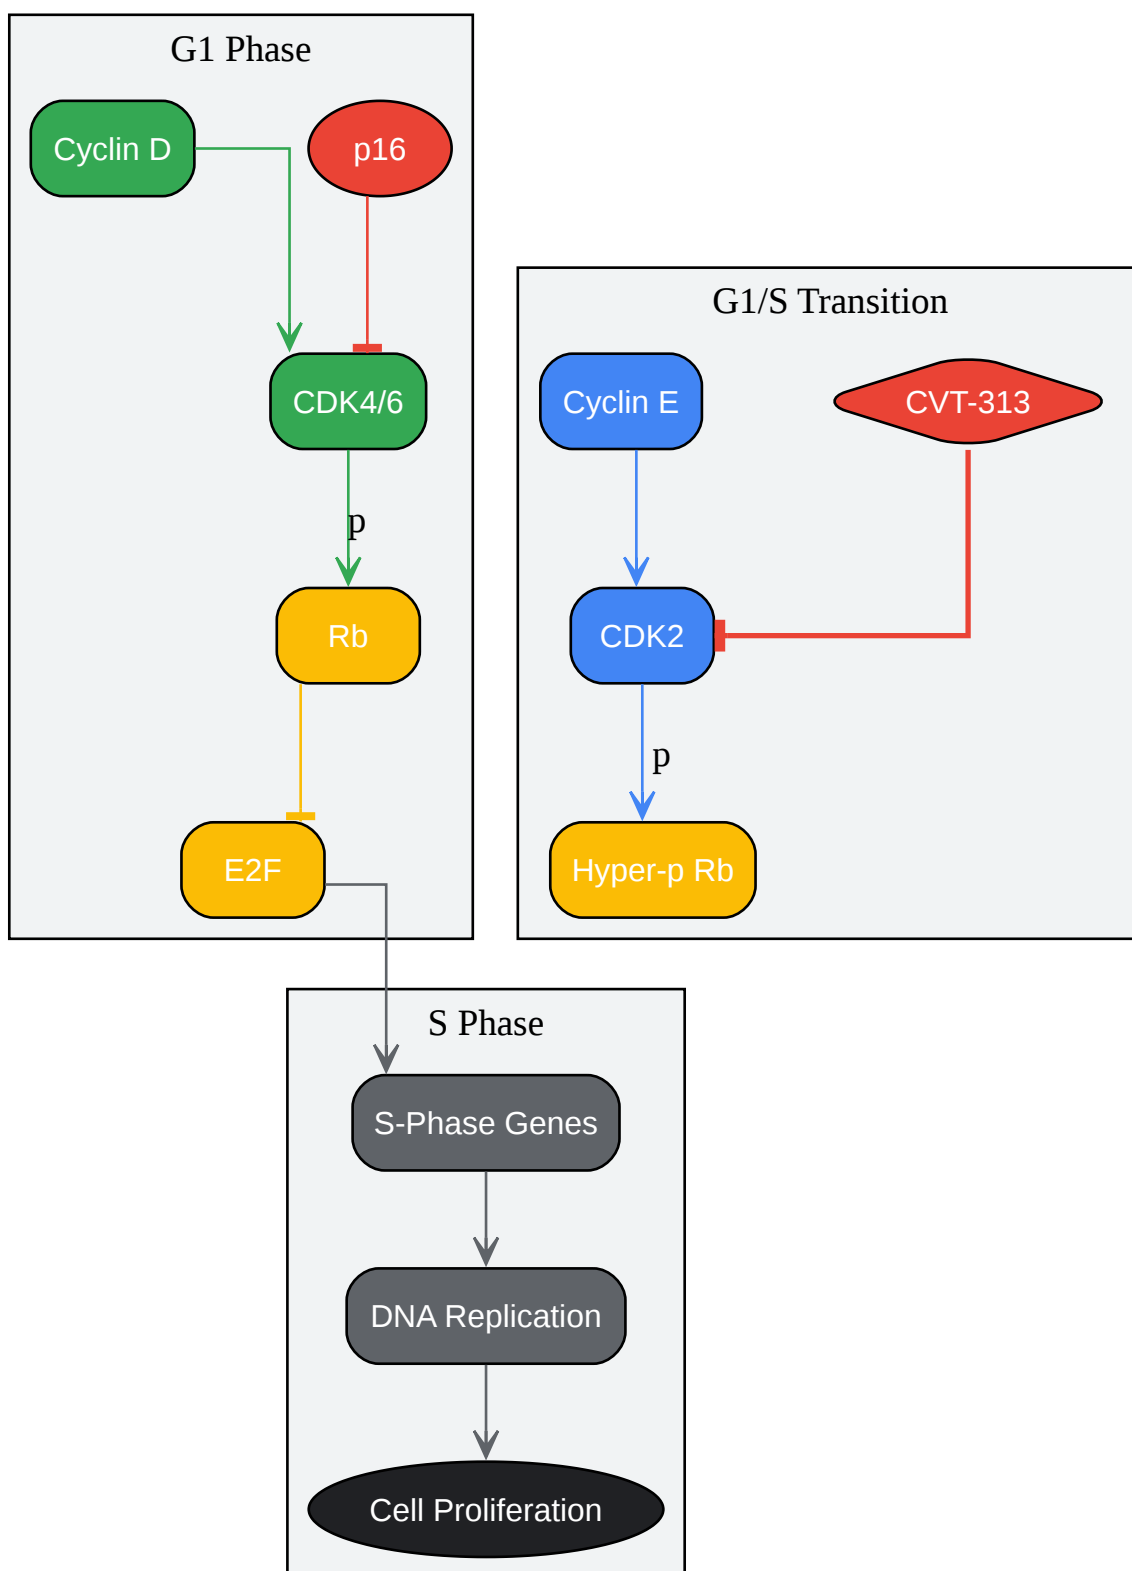 G1 Phase
Cyclin D
p16
CDK4/6
p
Rb
E2F
G1/S Transition
Cyclin E
CVT-313
CDK2
p
Hyper-p Rb
S Phase
S-Phase Genes
DNA Replication
Cell Proliferation